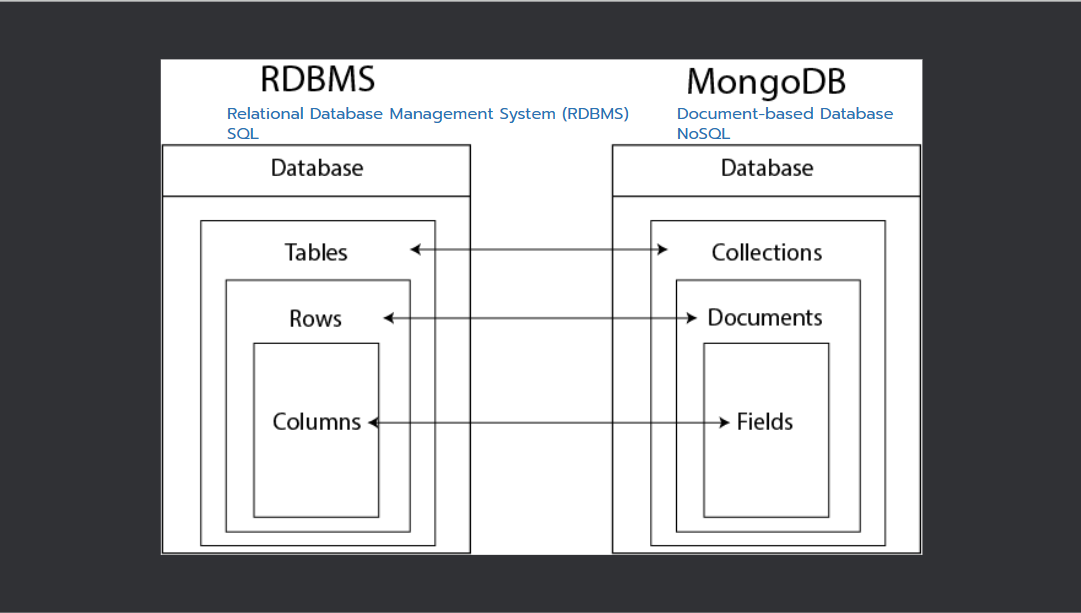 RDBMS
Relational Database Management System (RDBMS)
SQL
Database
Tables
Rows
Columns
MongoDB
Document-based Database
NoSQL
Database
Collections
Documents
Fields